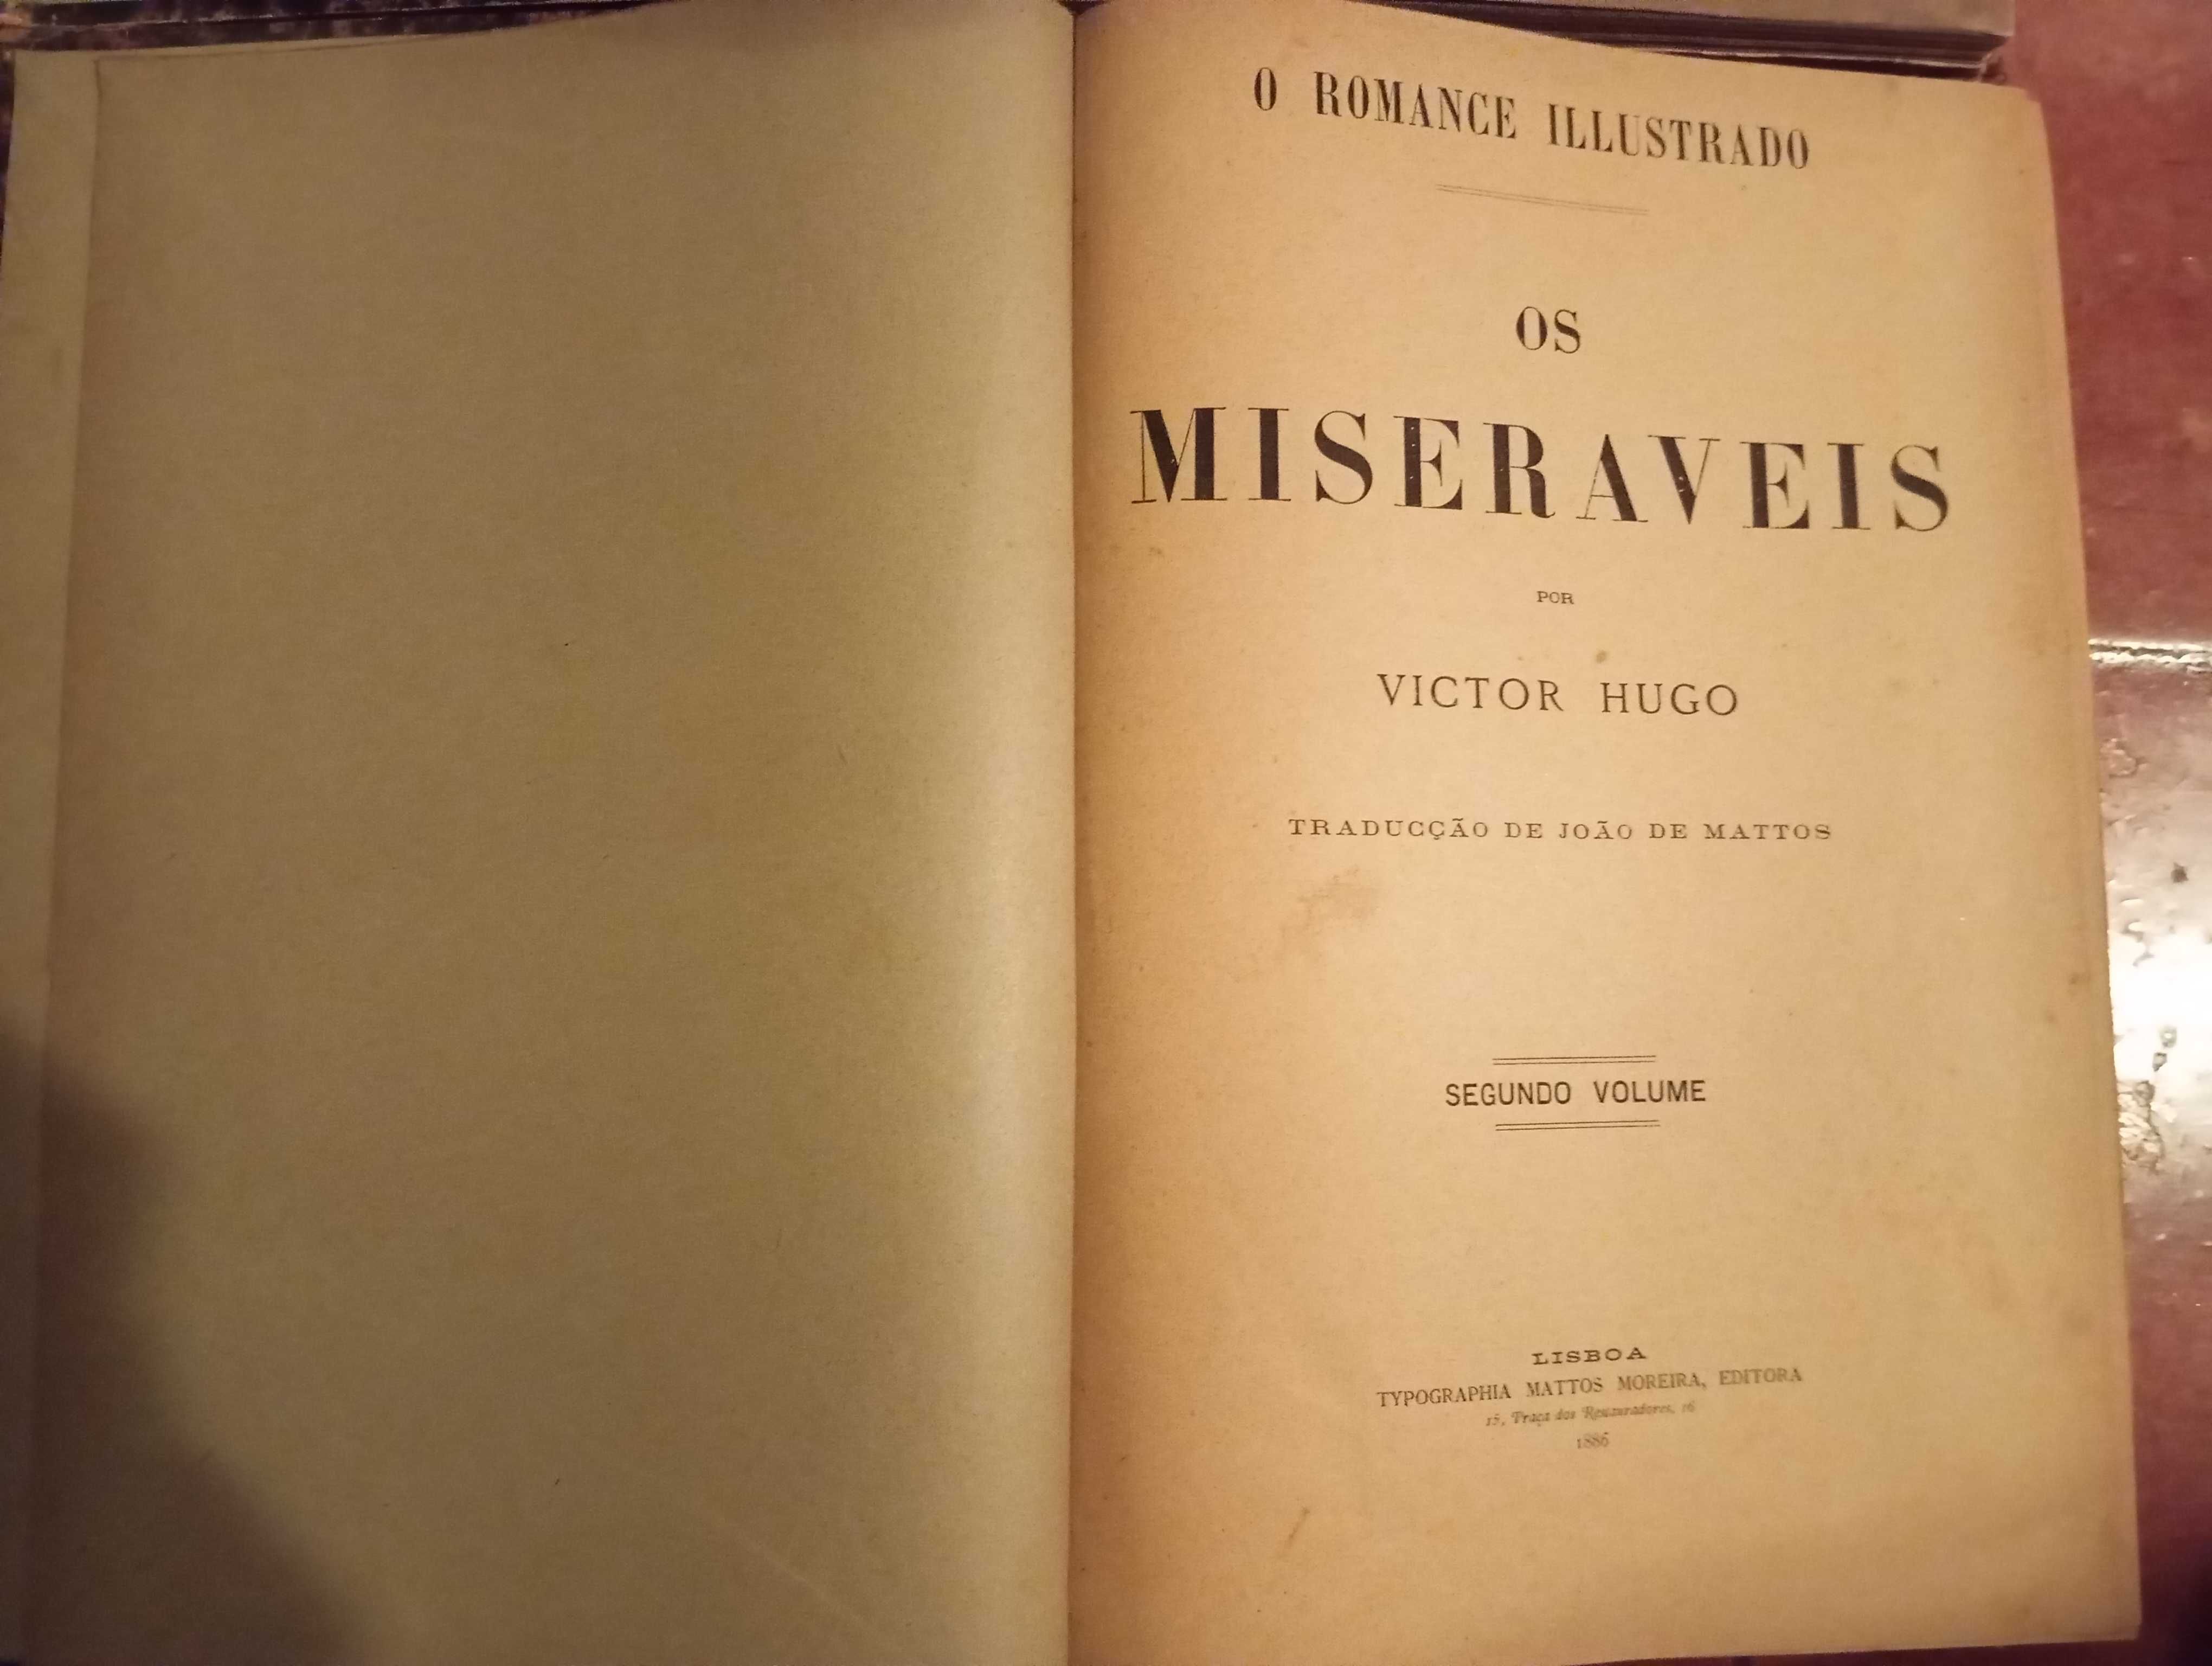 O ROMANCE ILLUSTRADO
OS
MISERAVEIS
POR
VICTOR HUGO
TRADUCÇÃO DE JOÃO DE MATTOS
SEGUNDO VOLUME
LISBOA
TYPOGRAPHIA MATTOS MOREIRA, EDITORA
15, Praça dos Restauradores, 16
1886